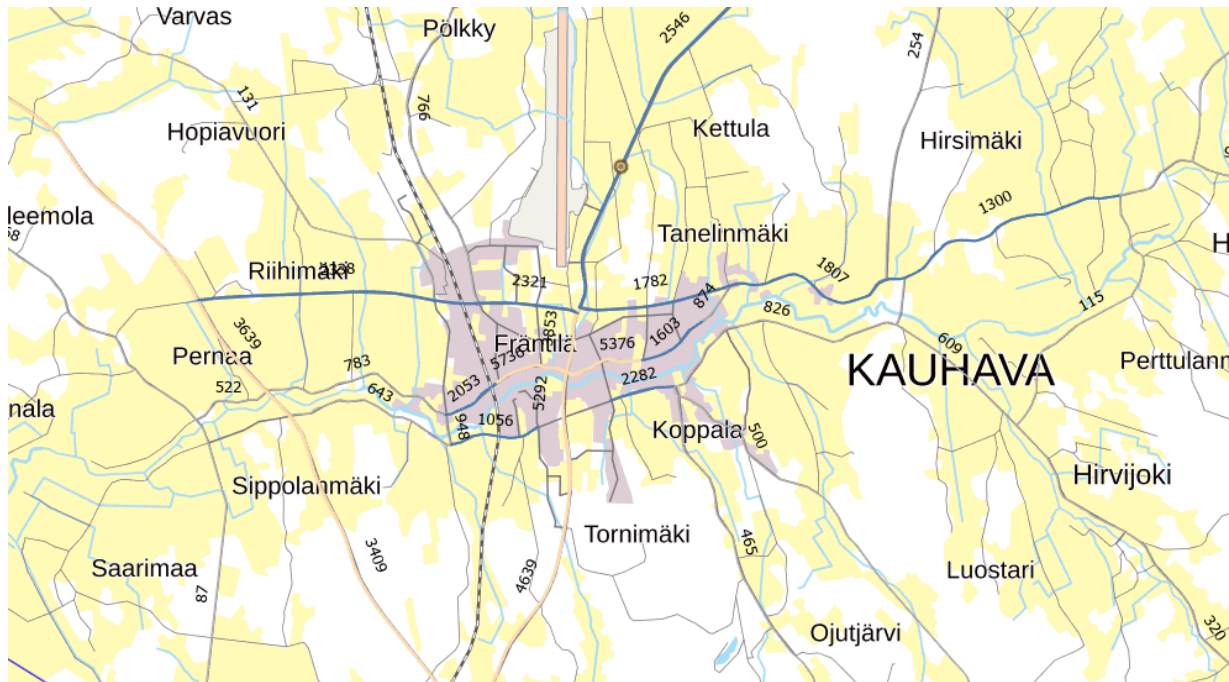 Varvas
Pölkky
2546
254
131
766
Hopiavuori
Kettula
Hirsimäki
leemola
1300
Tanelinmäki
H
Riihimäki
2321
1782
1807
874
826
115
3639
Fräntilä
5736
5376
1603
609
Pernaa
783
522
643
2053
2282
KAUHAVA
Perttulann
nala
948
1056
5292
Koppala
500
Sippolanmäki
Hirvijoki
Tornimäki
465
3409
4639
Saarimaa
87
Luostari
Ojutjärvi
320